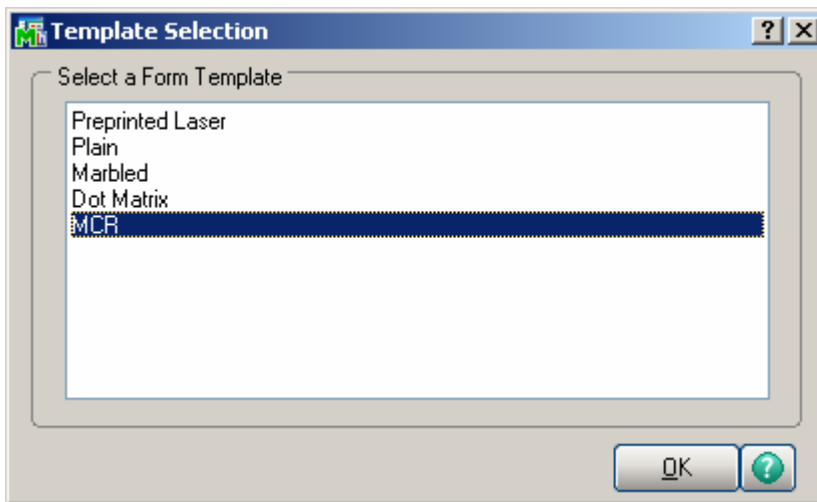 Template Selection
Select a Form Template
Preprinted Laser
Plain
Marbled
Dot Matrix
MCR
OK